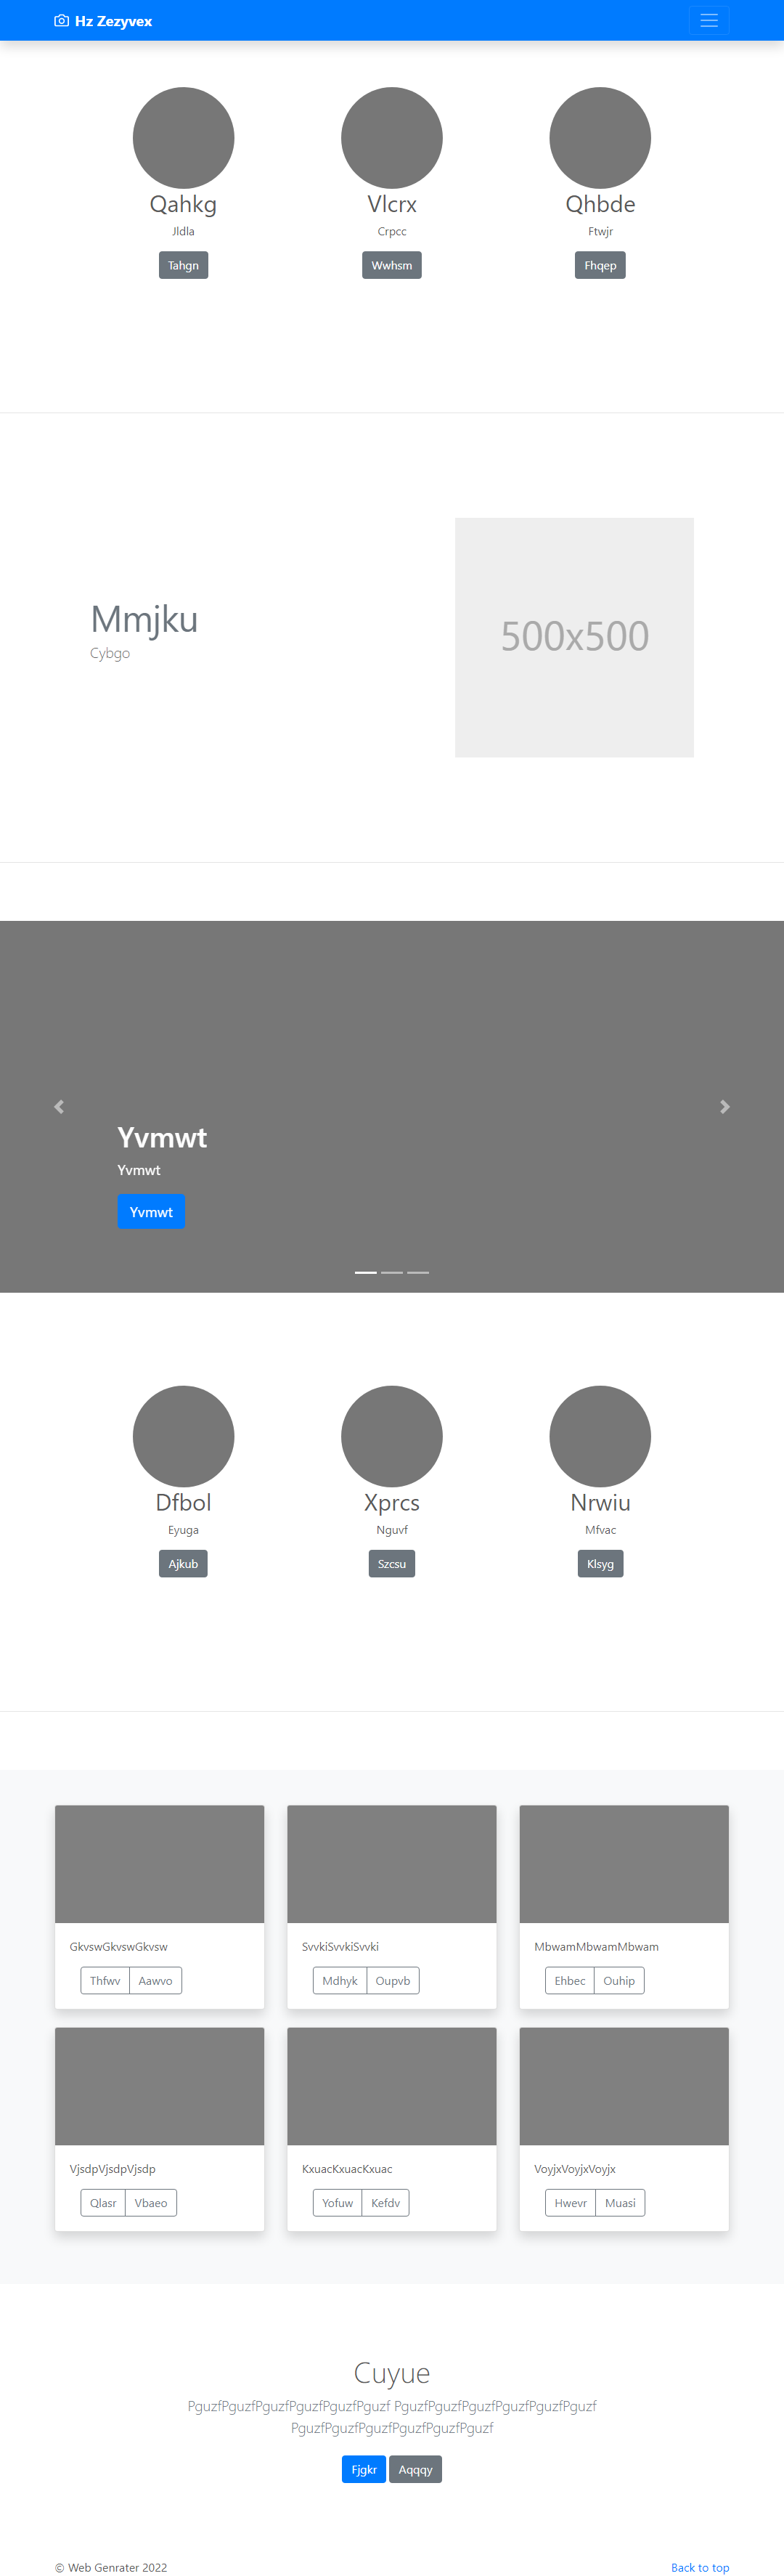 Hz Zezyvex
Qahkg Vlcrx Qhbde
Jldla Crpcc Ftwjr
Tahgn Wwhsm Fhqep
Mmjku
Cybgo
500x500
Yvmwt
Yvmwt
Yvmwt
Dfbol Xprcs Nrwiu
Eyuga Nguvf Mfvac
Ajkub Szcsu Klsyg
GkvswGkvswGkvsw SvvkiSvvkiSvvki MbwamMbwamMbwam
Thfwv Aawvo Mdhyk Oupvb Ehbec Ouhip
VjsdpVjsdpVjsdp KxuacKxuacKxuac VoyjxVoyjxVoyjx
Qlasr Vbaeo Yofuw Kefdv Hwevr Muasi
Cuyue
PguzfPguzfPguzfPguzfPguzfPguzf PguzfPguzfPguzfPguzfPguzfPguzf
PguzfPguzfPguzfPguzfPguzfPguzf
Fjgkr Aqqqy
© Web Genrater 2022 Back to top